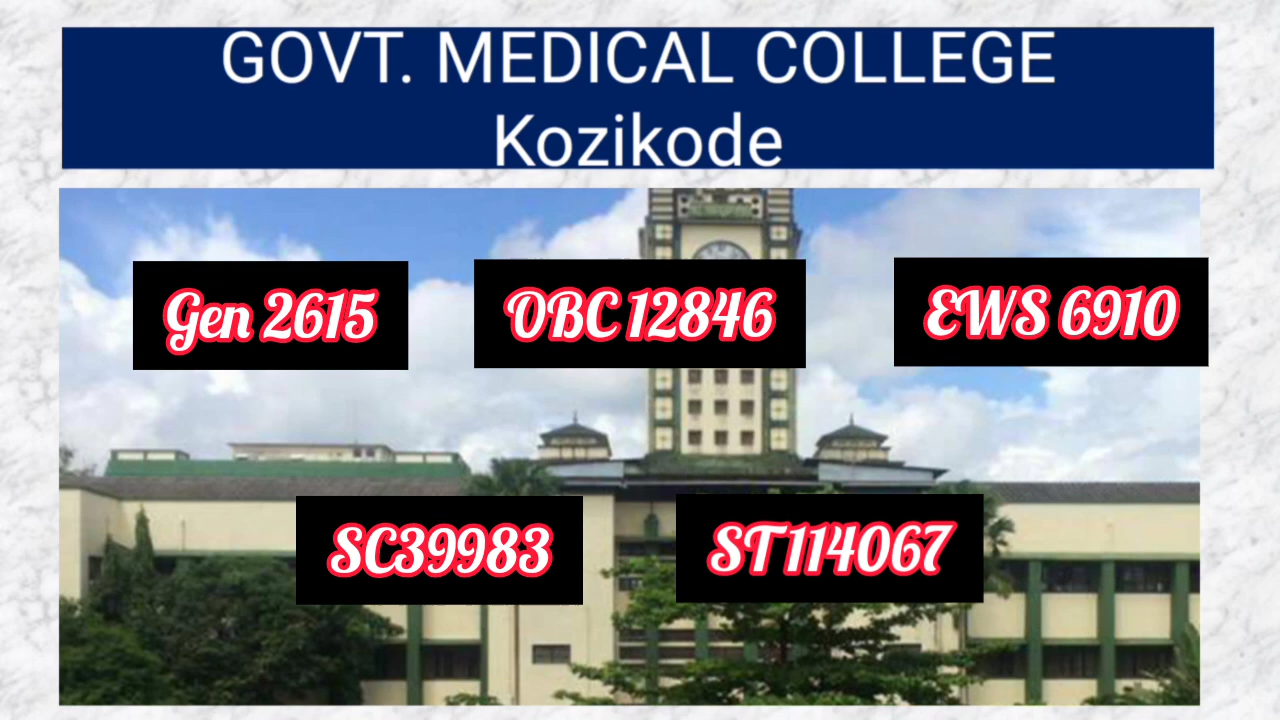 GOVT. MEDICAL COLLEGE
Kozikode
Gen 2615
OBC 12846
EWS 6910
SC39983
ST114067